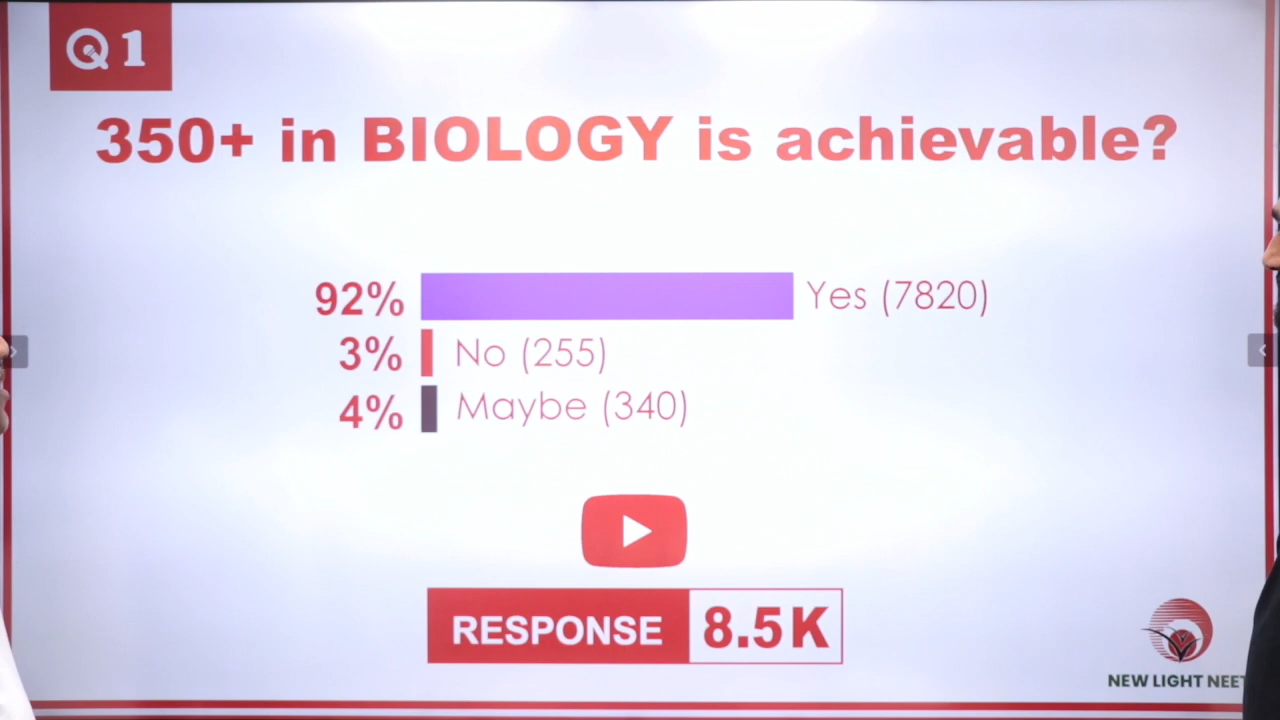 Q 1
350+ in BIOLOGY is achievable?
92% Yes (7820)
3% No (255)
4% Maybe (340)
RESPONSE 8.5K
NEW LIGHT NEET